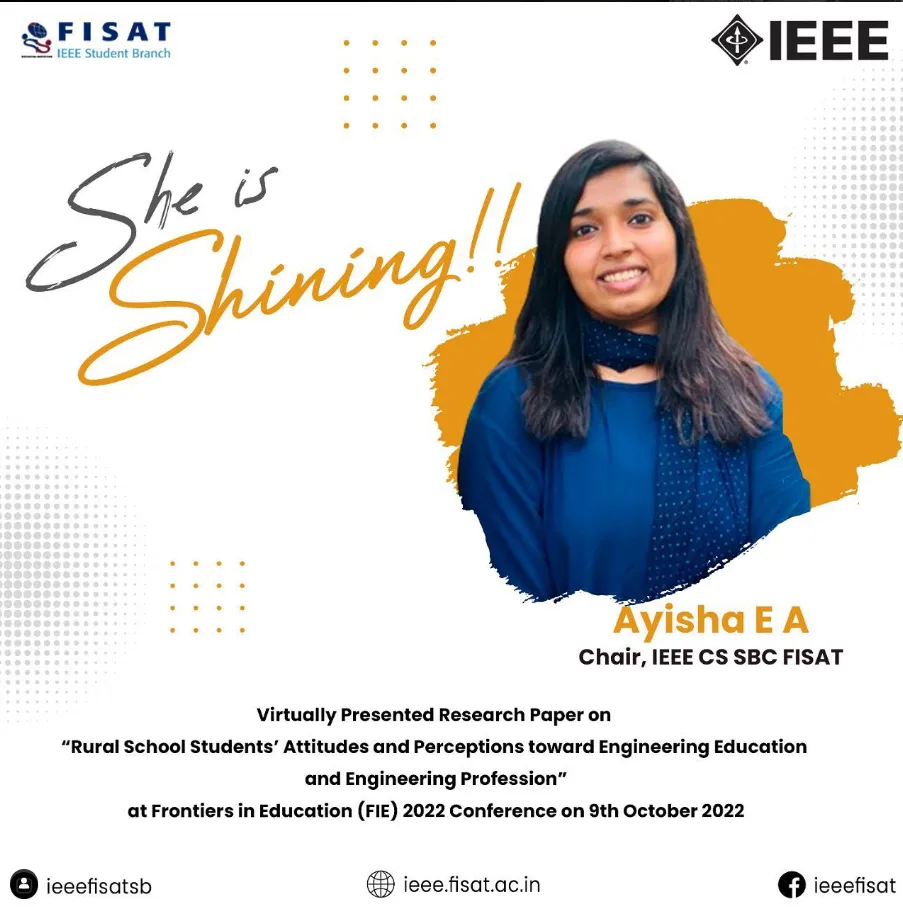 FISAT
IEEE Student Branch
IEEE
She is
Shining!!
Ayisha E A
Chair, IEEE CS SBC FISAT
Virtually Presented Research Paper on
“Rural School Students’ Attitudes and Perceptions toward Engineering Education
and Engineering Profession”
at Frontiers in Education (FIE) 2022 Conference on 9th October 2022
ieeefisatsb
ieee.fisat.ac.in
ieeefisat